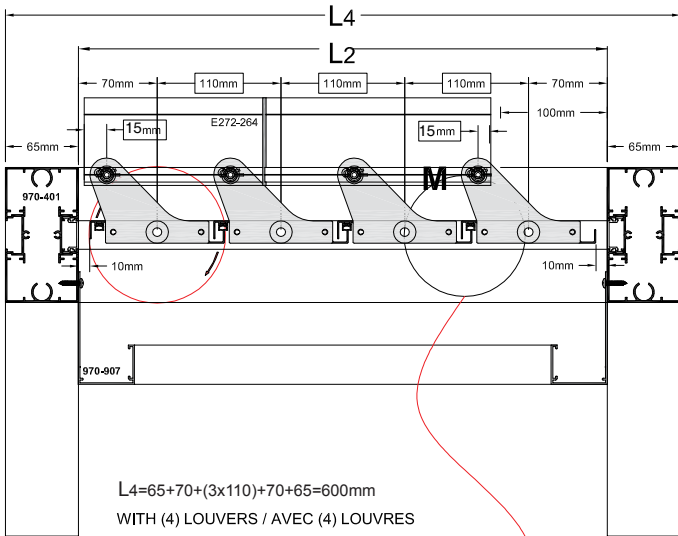 L4
L2
70mm 110mm 110mm 110mm 70mm
100mm
E272-264
65mm 15mm 15mm 65mm
M
970-401
10mm 10mm
970-907
L4=65+70+(3x110)+70+65=600mm
WITH (4) LOUVERS / AVEC (4) LOUVRES